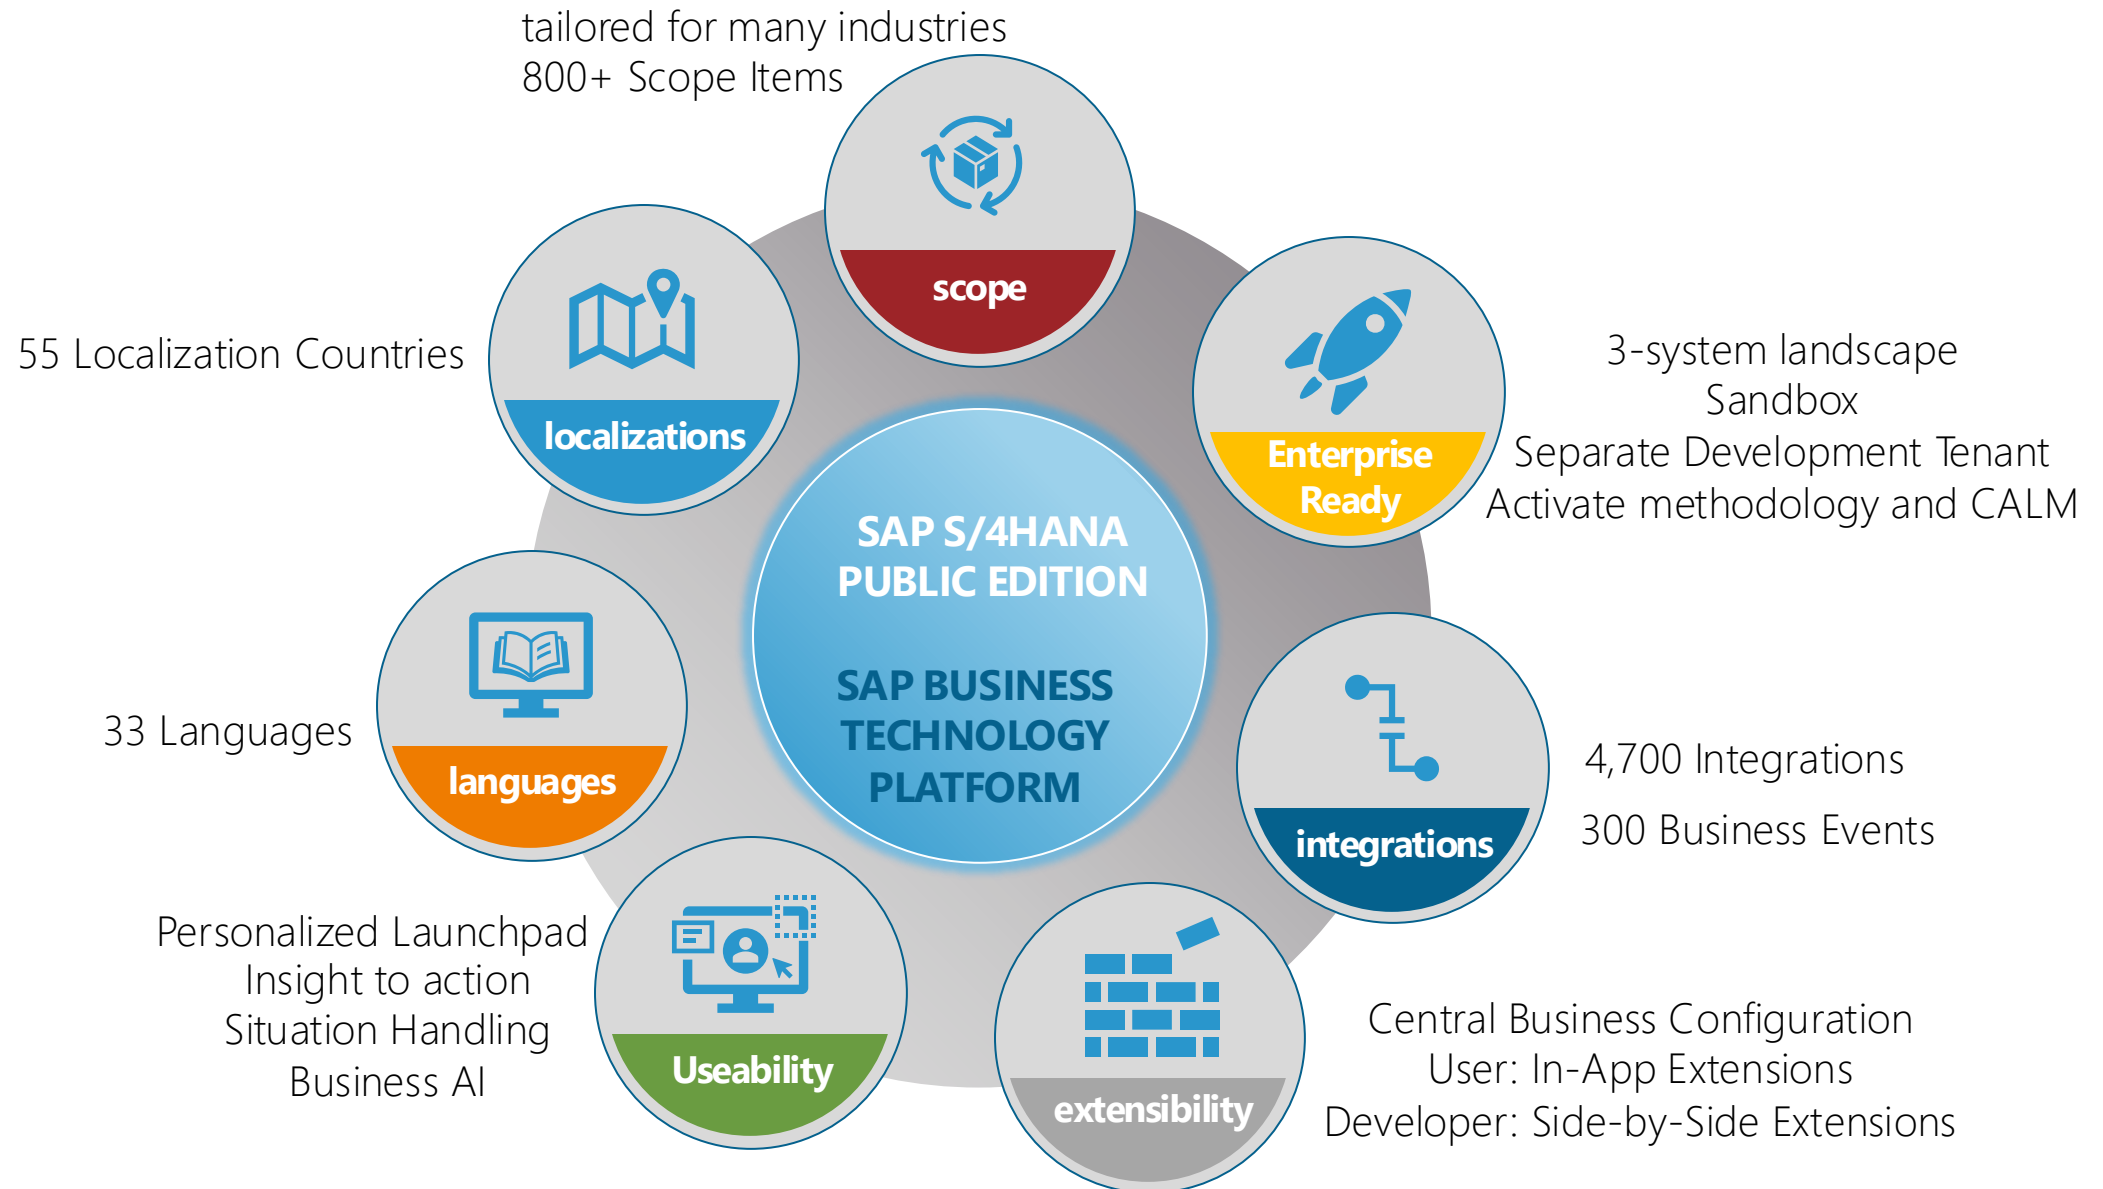 tailored for many industries
800+ Scope Items
scope
55 Localization Countries
localizations
Enterprise
Ready
3-system landscape
Sandbox
Separate Development Tenant
Activate methodology and CALM
SAP S/4HANA
PUBLIC EDITION
SAP BUSINESS
TECHNOLOGY
PLATFORM
33 Languages
languages
integrations
4,700 Integrations
300 Business Events
Personalized Launchpad
Insight to action
Situation Handling
Business AI
Useability
extensibility
Central Business Configuration
User: In-App Extensions
Developer: Side-by-Side Extensions